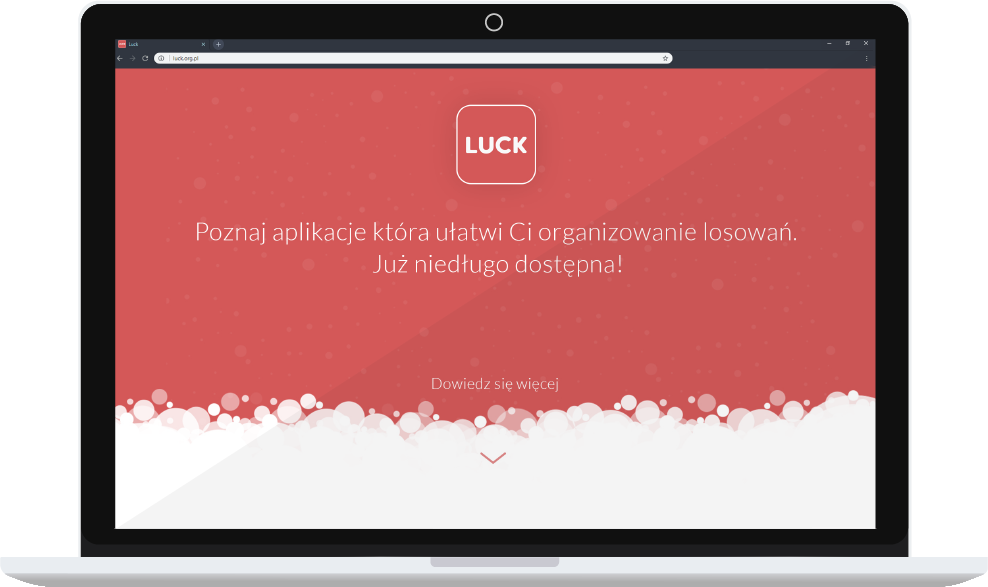 Luck
luck.org.pl
LUCK
Poznaj aplikacje która ułatwi Ci organizowanie losowań.
Już niedługo dostępna!
Dowiedz się więcej